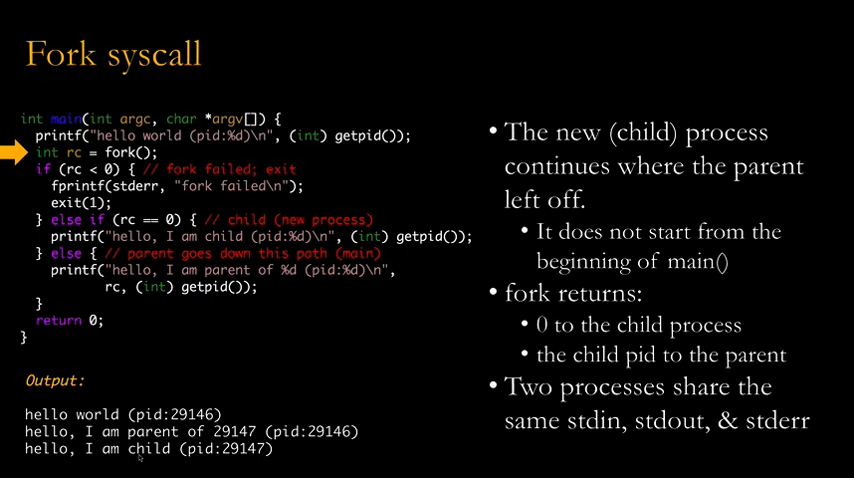 Fork syscall
int main(int argc, char *argv[]) {
printf("hello world (pid:%d)\n", (int) getpid());
int rc = fork();
if (rc < 0) { // fork failed; exit
fprintf(stderr, "fork failed\n");
exit(1);
} else if (rc == 0) { // child (new process)
printf("hello, I am child (pid:%d)\n", (int) getpid());
} else { // parent goes down this path (main)
printf("hello, I am parent of %d (pid:%d)\n",
rc, (int) getpid());
}
return 0;
}
Output:
hello world (pid:29146)
hello, I am parent of 29147 (pid:29146)
hello, I am child (pid:29147)
• The new (child) process
continues where the parent
left off.
• It does not start from the
beginning of main()
• fork returns:
• 0 to the child process
• the child pid to the parent
• Two processes share the
same stdin, stdout, & stderr